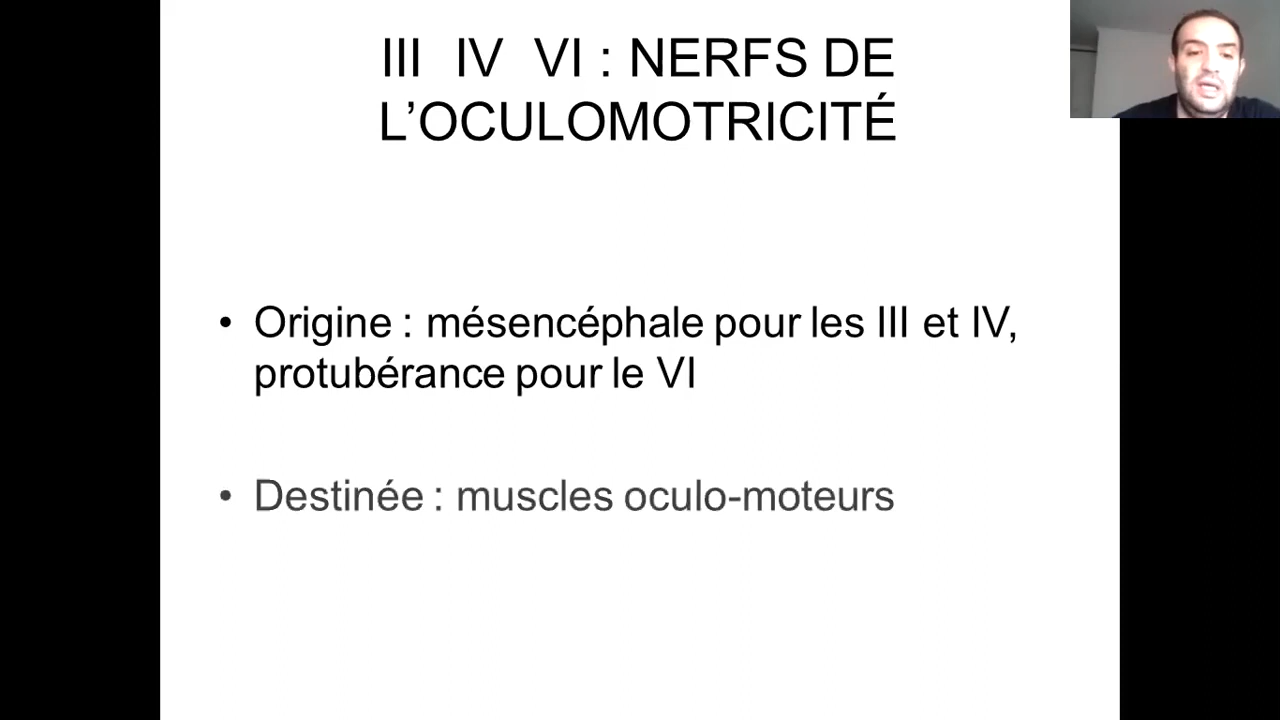 III IV VI : NERFS DE
L’OCULOMOTRICITÉ
• Origine : mésencéphale pour les III et IV,
protubérance pour le VI
• Destinée : muscles oculo-moteurs